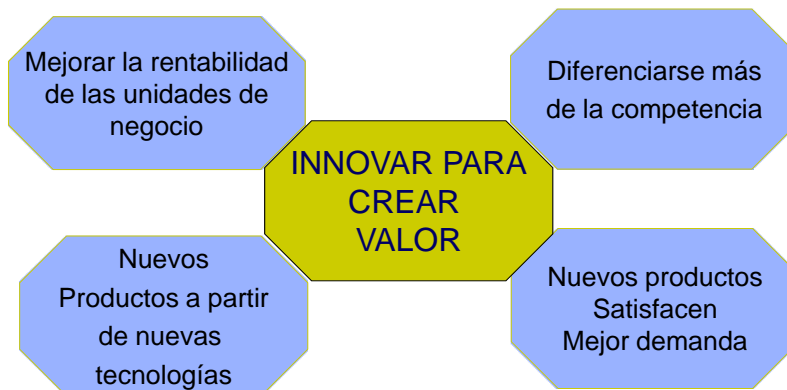 Mejorar la rentabilidad
de las unidades de
negocio
Diferenciarse más
de la competencia
INNOVAR PARA
CREAR
VALOR
Nuevos
Productos a partir
de nuevas
tecnologías
Nuevos productos
Satisfacen
Mejor demanda